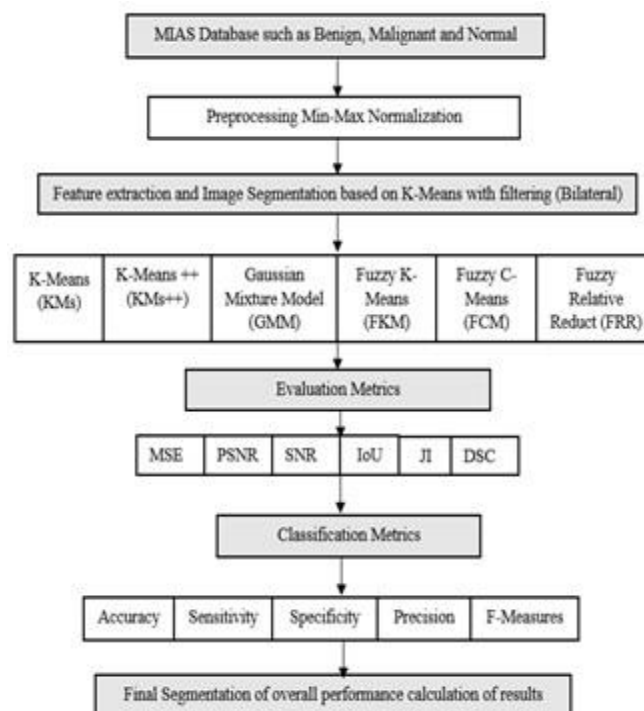 MIAS Database such as Benign, Malignant and Normal
Preprocessing Min-Max Normalization
Feature extraction and Image Segmentation based on K-Means with filtering (Bilateral)
K-Means
(KMs)
K-Means ++
(KMs++)
Gaussian
Mixture Model
(GMM)
Fuzzy K-
Means
(FKM)
Fuzzy C-
Means
(FCM)
Fuzzy
Relative
Reduct (FRR)
Evaluation Metrics
MSE
PSNR
SNR
IoU
JI
DSC
Classification Metrics
Accuracy
Sensitivity
Specificity
Precision
F-Measures
Final Segmentation of overall performance calculation of results